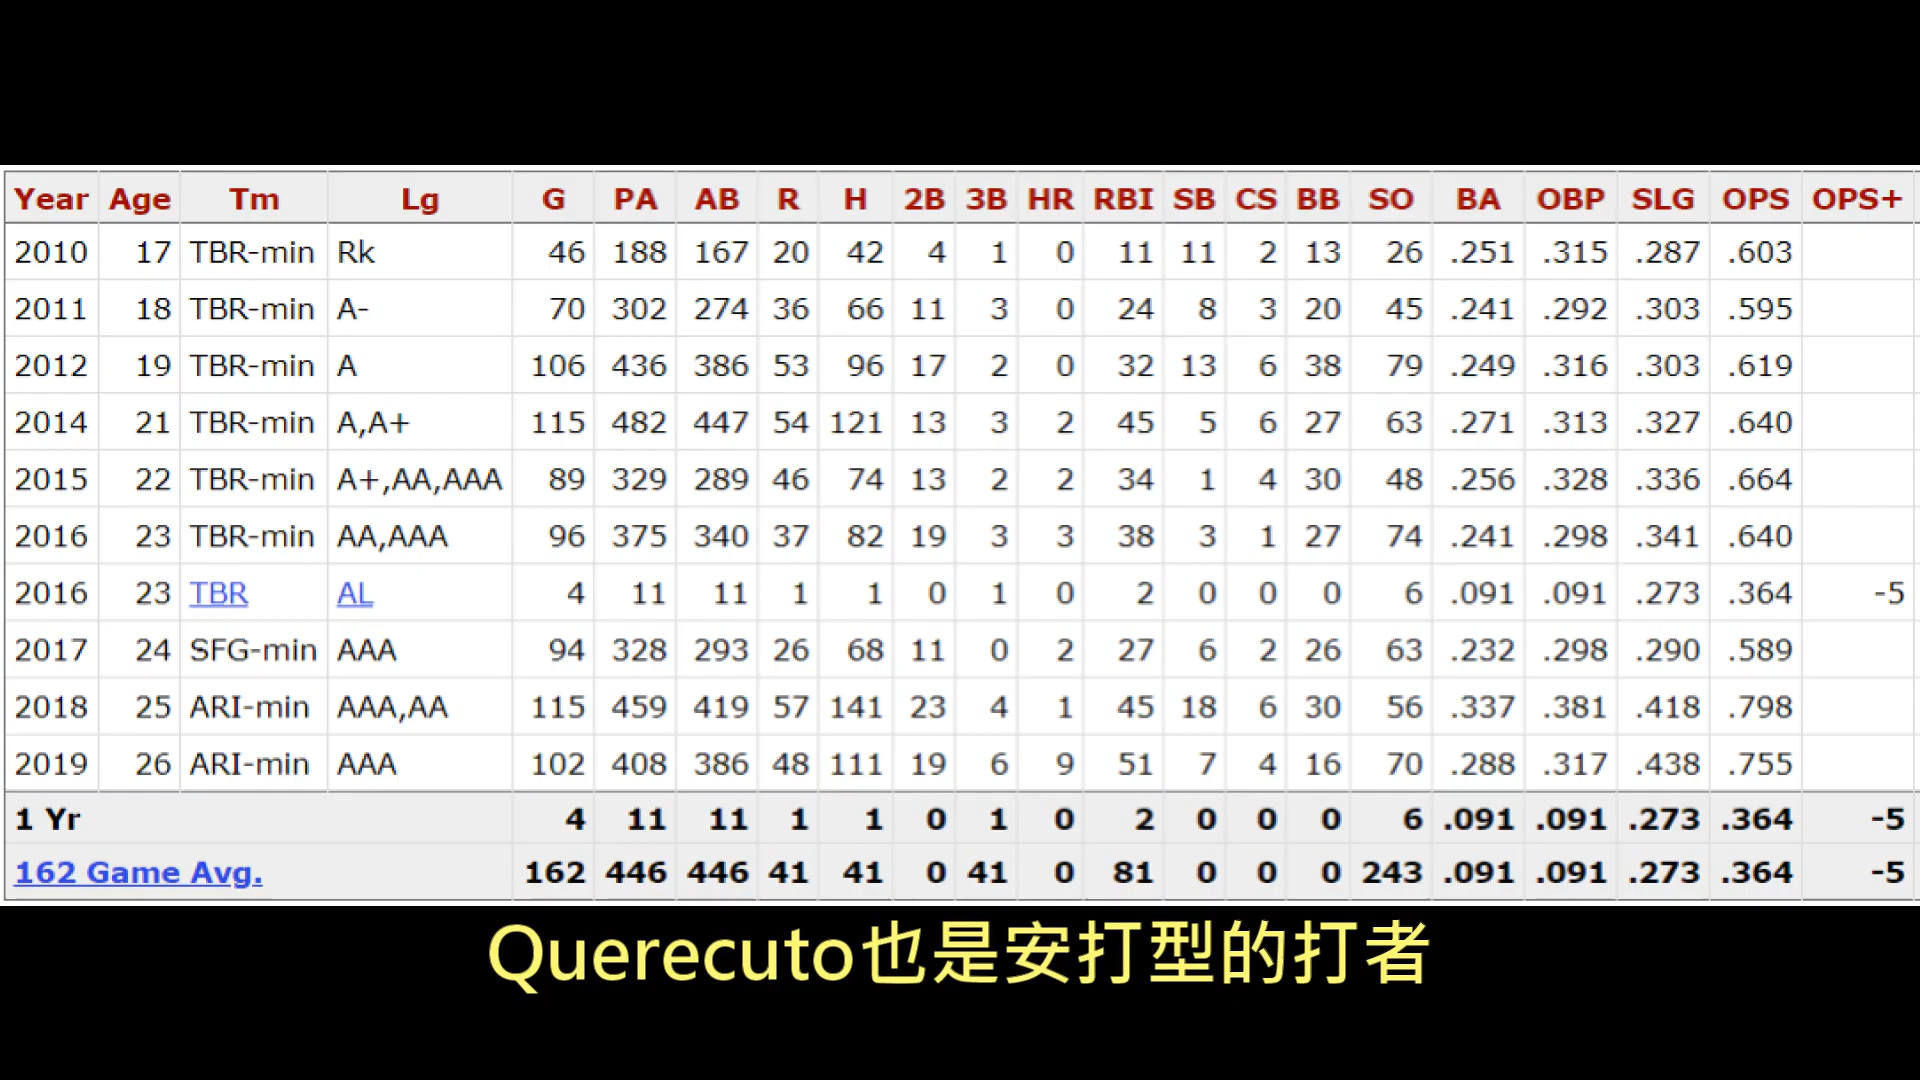 Year Age Tm Lg G PA AB R H 2B 3B HR RBI SB CS BB SO BA OBP SLG OPS OPS+
2010 17 TBR-min Rk 46 188 167 20 42 4 1 0 11 11 2 13 26 .251 .315 .287 .603
2011 18 TBR-min A- 70 302 274 36 66 11 3 0 24 8 3 20 45 .241 .292 .303 .595
2012 19 TBR-min A 106 436 386 53 96 17 2 0 32 13 6 38 79 .249 .316 .303 .619
2014 21 TBR-min A,A+ 115 482 447 54 121 13 3 2 45 5 6 27 63 .271 .313 .327 .640
2015 22 TBR-min A+,AA,AAA 89 329 289 46 74 13 2 2 34 1 4 30 48 .256 .328 .336 .664
2016 23 TBR-min AA,AAA 96 375 340 37 82 19 3 3 38 3 1 27 74 .241 .298 .341 .640
2016 23 TBR AL 4 11 11 1 1 0 1 0 2 0 0 0 6 .091 .091 .273 .364 -5
2017 24 SFG-min AAA 94 328 293 26 68 11 0 2 27 6 2 26 63 .232 .298 .290 .589
2018 25 ARI-min AAA,AA 115 459 419 57 141 23 4 1 45 18 6 30 56 .337 .381 .418 .798
2019 26 ARI-min AAA 102 408 386 48 111 19 6 9 51 7 4 16 70 .288 .317 .438 .755
1 Yr 4 11 11 1 1 0 1 0 2 0 0 0 6 .091 .091 .273 .364 -5
162 Game Avg. 162 446 446 41 41 0 41 0 81 0 0 0 243 .091 .091 .273 .364 -5
Querecuto也是安打型的打者